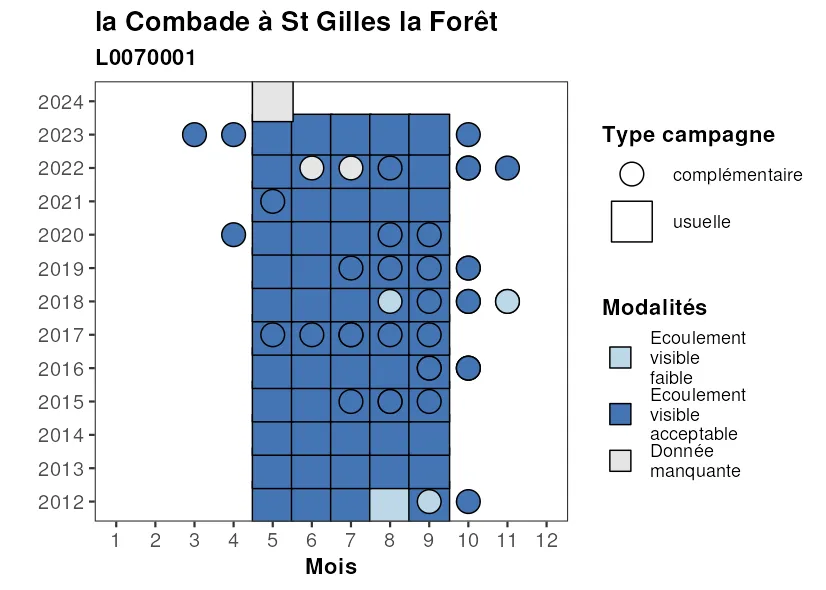 la Combade à St Gilles la Forêt
L0070001
2024
2023
2022
2021
2020
2019
2018
2017
2016
2015
2014
2013
2012
1 2 3 4 5 6 7 8 9 10 11 12
Mois
Type campagne
complémentaire
usuelle
Modalités
Ecoulement
visible
faible
Ecoulement
visible
acceptable
Donnée
manquante